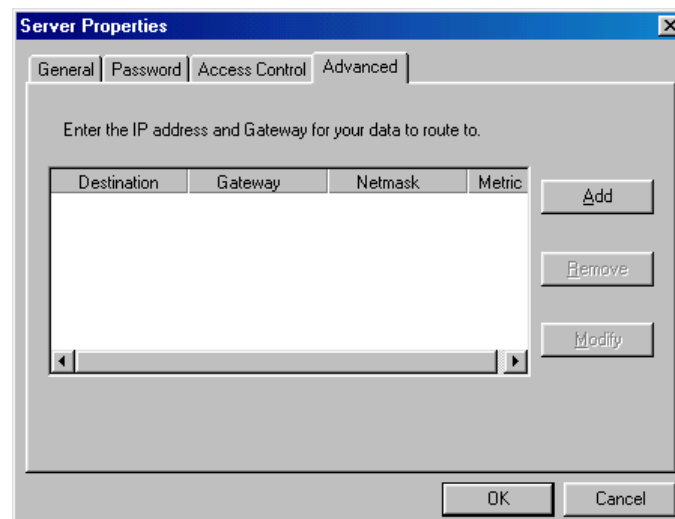 Server Properties
General Password Access Control Advanced
Enter the IP address and Gateway for your data to route to.
Destination Gateway Netmask Metric
Add
Remove
Modify
OK Cancel